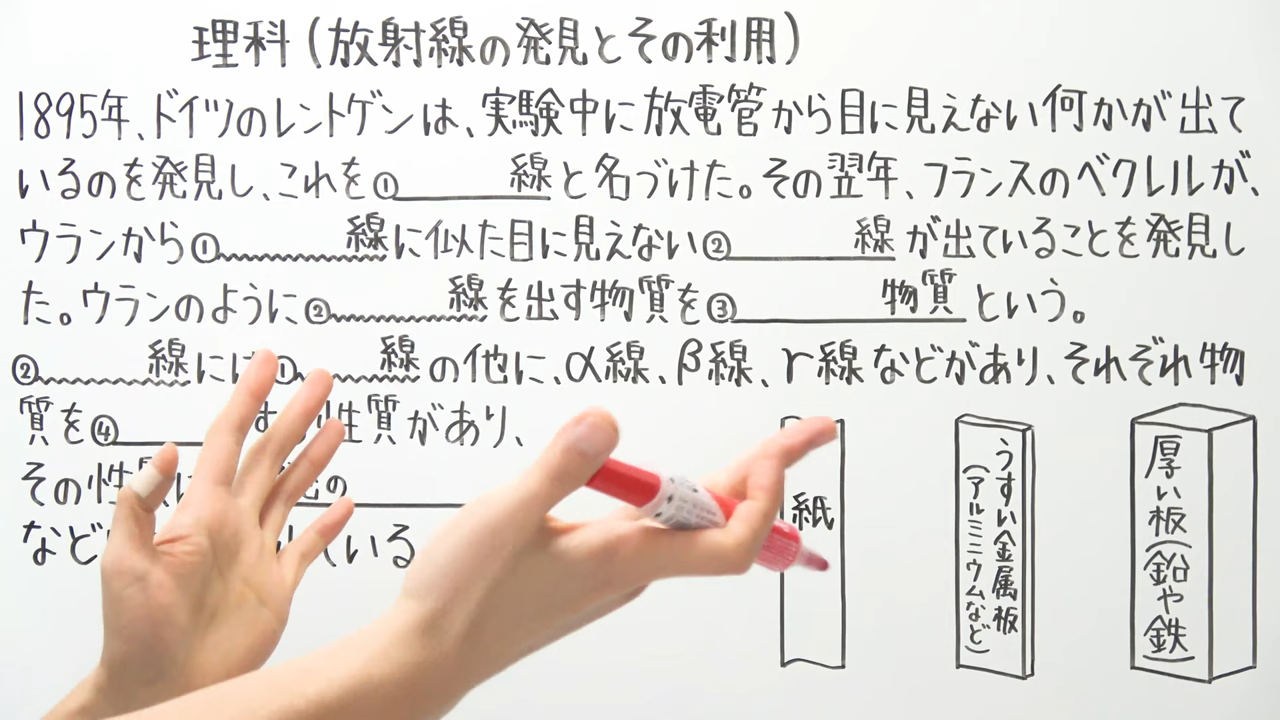 理科(放射線の発見とその利用)
1895年、ドイツのレントゲンは、実験中に放電管から目に見えない何かが出て
いるのを発見し、これを①＿＿＿線と名づけた。その翌年、フランスのベクレルが、
ウランから①＿＿＿線に似た目に見えない②＿＿＿線が出ていることを発見し
た。ウランのように②＿＿＿線を出す物質を③＿＿＿物質という。
②＿＿＿線には①＿＿＿線の他に、α線、β線、γ線などがあり、それぞれ物
質を④＿＿＿性質があり、
その性
の
など
いる
紙
うすい金属板
(アルミニウムなど)
厚い板(鉛や鉄)